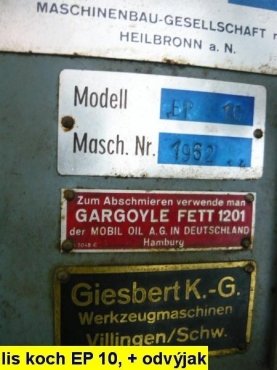 MASCHINENBAU-GESELLSCHAFT
HEILBRONN a. N.
Modell EP 10
Masch. Nr. 1962
Zum Abschmieren verwende man
GARGOYLE FETT 1201
der MOBIL OIL A.G. IN DEUTSCHLAND
Hamburg
Giesbert K.-G.
Werkzeugmaschinen
Villingen/Schw.
lis koch EP 10, + odvýjak